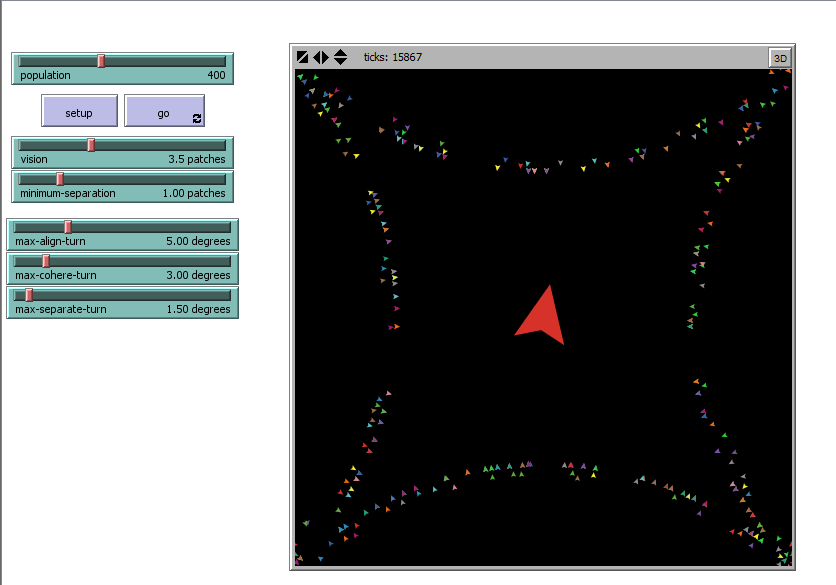 ticks: 15867
3D
population 400
setup
go
vision 3.5 patches
minimum-separation 1.00 patches
max-align-turn 5.00 degrees
max-cohere-turn 3.00 degrees
max-separate-turn 1.50 degrees